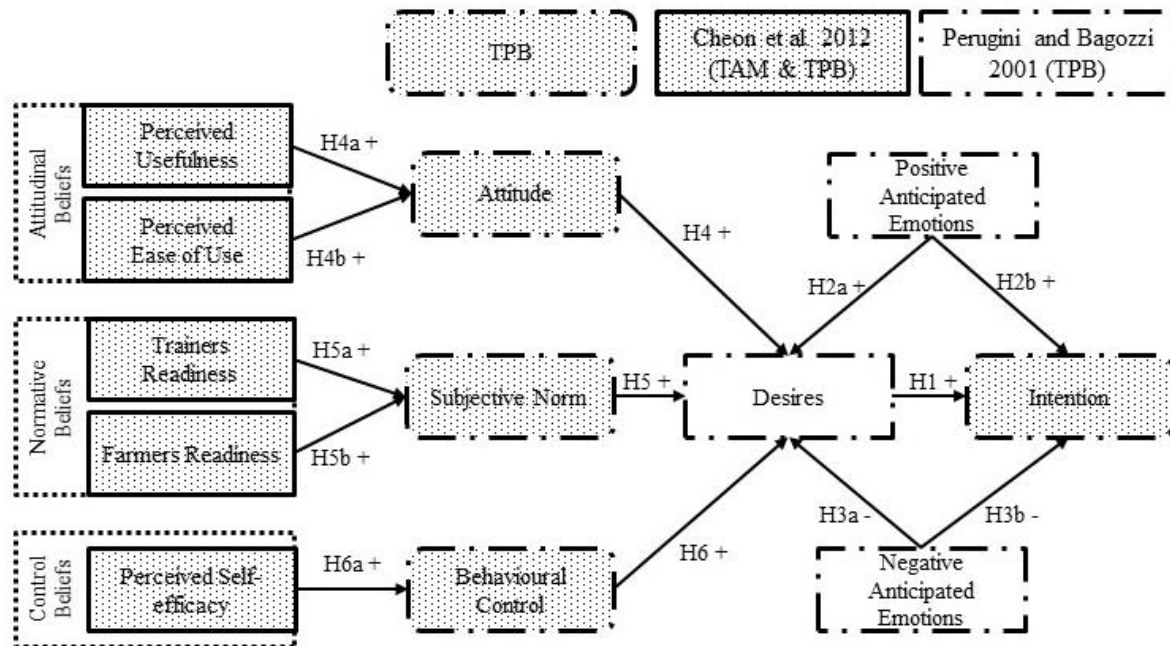 TPB
Cheon et al. 2012
(TAM & TPB)
Perugini and Bagozzi
2001 (TPB)
Attitudinal
Beliefs
Perceived
Usefulness
Perceived
Ease of Use
H4a +
H4b +
Attitude
H4 +
Positive
Anticipated
Emotions
H2a +
H2b +
Normative
Beliefs
Trainers
Readiness
Farmers Readiness
H5a +
H5b +
Subjective Norm
H5 +
Desires
H1 +
Intention
Control
Beliefs
Perceived Self-
efficacy
H6a +
Behavioural
Control
H6 +
H3a -
H3b -
Negative
Anticipated
Emotions